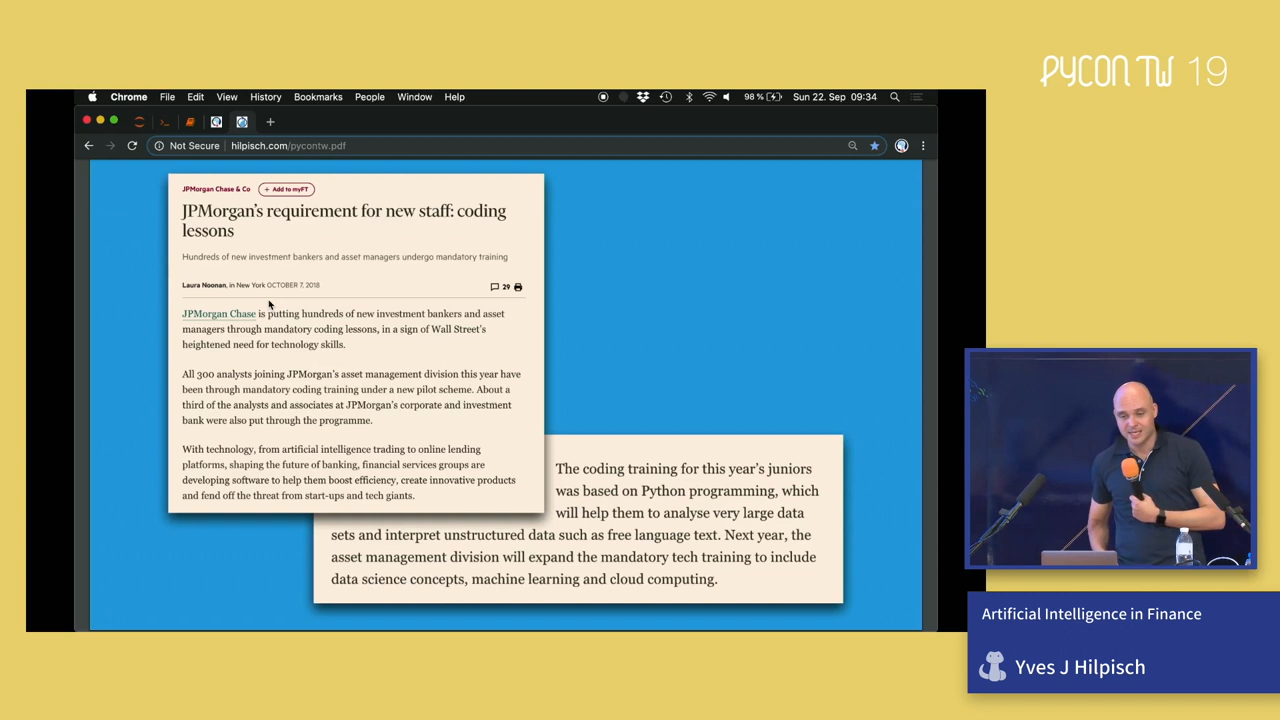 PYCON TW 19
Chrome File Edit View History Bookmarks People Window Help 98 % Sun 22. Sep 09:34
Not Secure hilpisch.com/pycontw.pdf
JPMorgan Chase & Co + Add to myFT
JPMorgan's requirement for new staff: coding
lessons
Hundreds of new investment bankers and asset managers undergo mandatory training
Laura Noonan, in New York OCTOBER 7, 2018 29
JPMorgan Chase is putting hundreds of new investment bankers and asset
managers through mandatory coding lessons, in a sign of Wall Street's
heightened need for technology skills.
All 300 analysts joining JPMorgan's asset management division this year have
been through mandatory coding training under a new pilot scheme. About a
third of the analysts and associates at JPMorgan's corporate and investment
bank were also put through the programme.
With technology, from artificial intelligence trading to online lending
platforms, shaping the future of banking, financial services groups are
developing software to help them boost efficiency, create innovative products
and fend off the threat from start-ups and tech giants.
The coding training for this year's juniors
was based on Python programming, which
will help them to analyse very large data
sets and interpret unstructured data such as free language text. Next year, the
asset management division will expand the mandatory tech training to include
data science concepts, machine learning and cloud computing.
Artificial Intelligence in Finance
Yves J Hilpisch